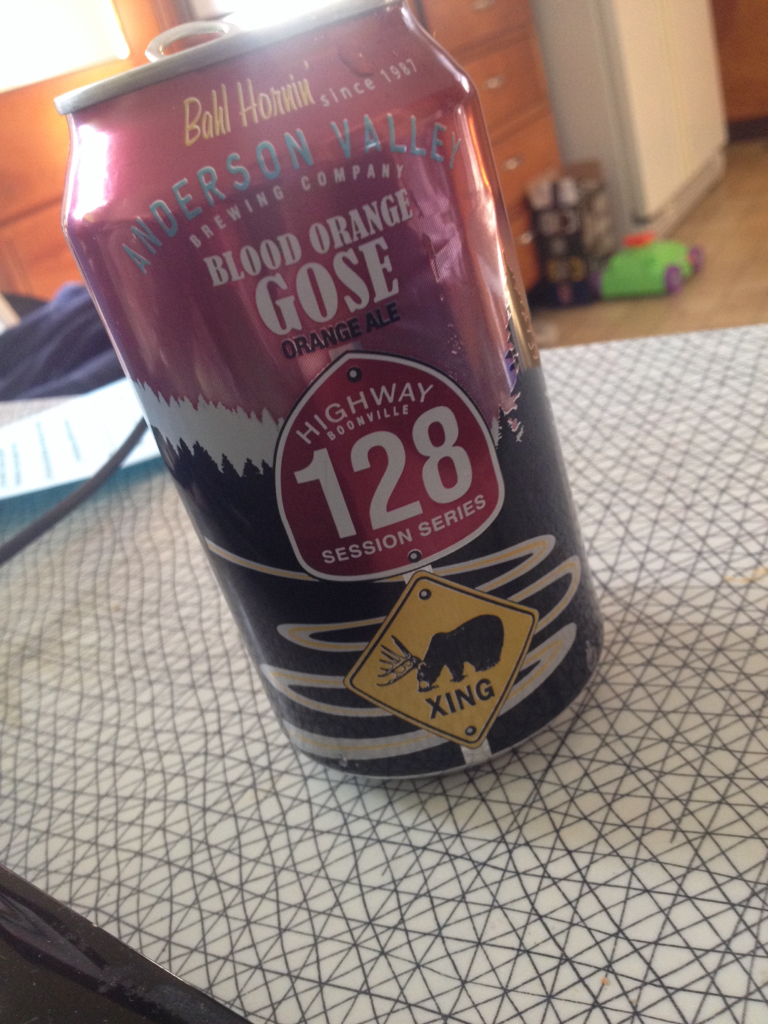 Bahl Hornin' since 1987
ANDERSON VALLEY
BREWING COMPANY
BLOOD ORANGE
GOSE
ORANGE ALE
HIGHWAY
BOONVILLE
128
SESSION SERIES
XING